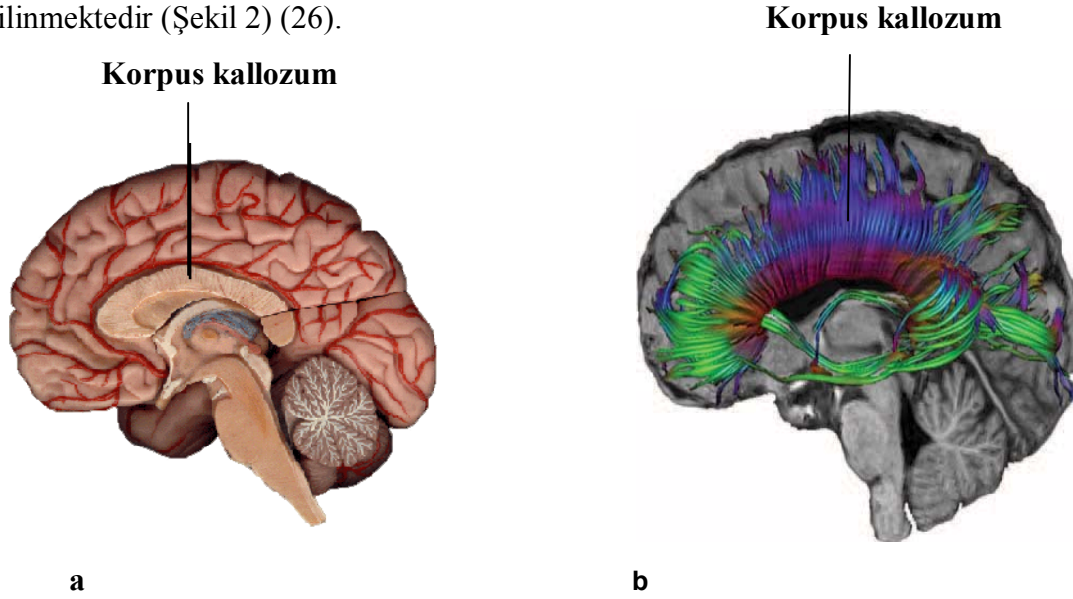 ilinmektedir (Şekil 2) (26).
Korpus kallozum
Korpus kallozum
a
b